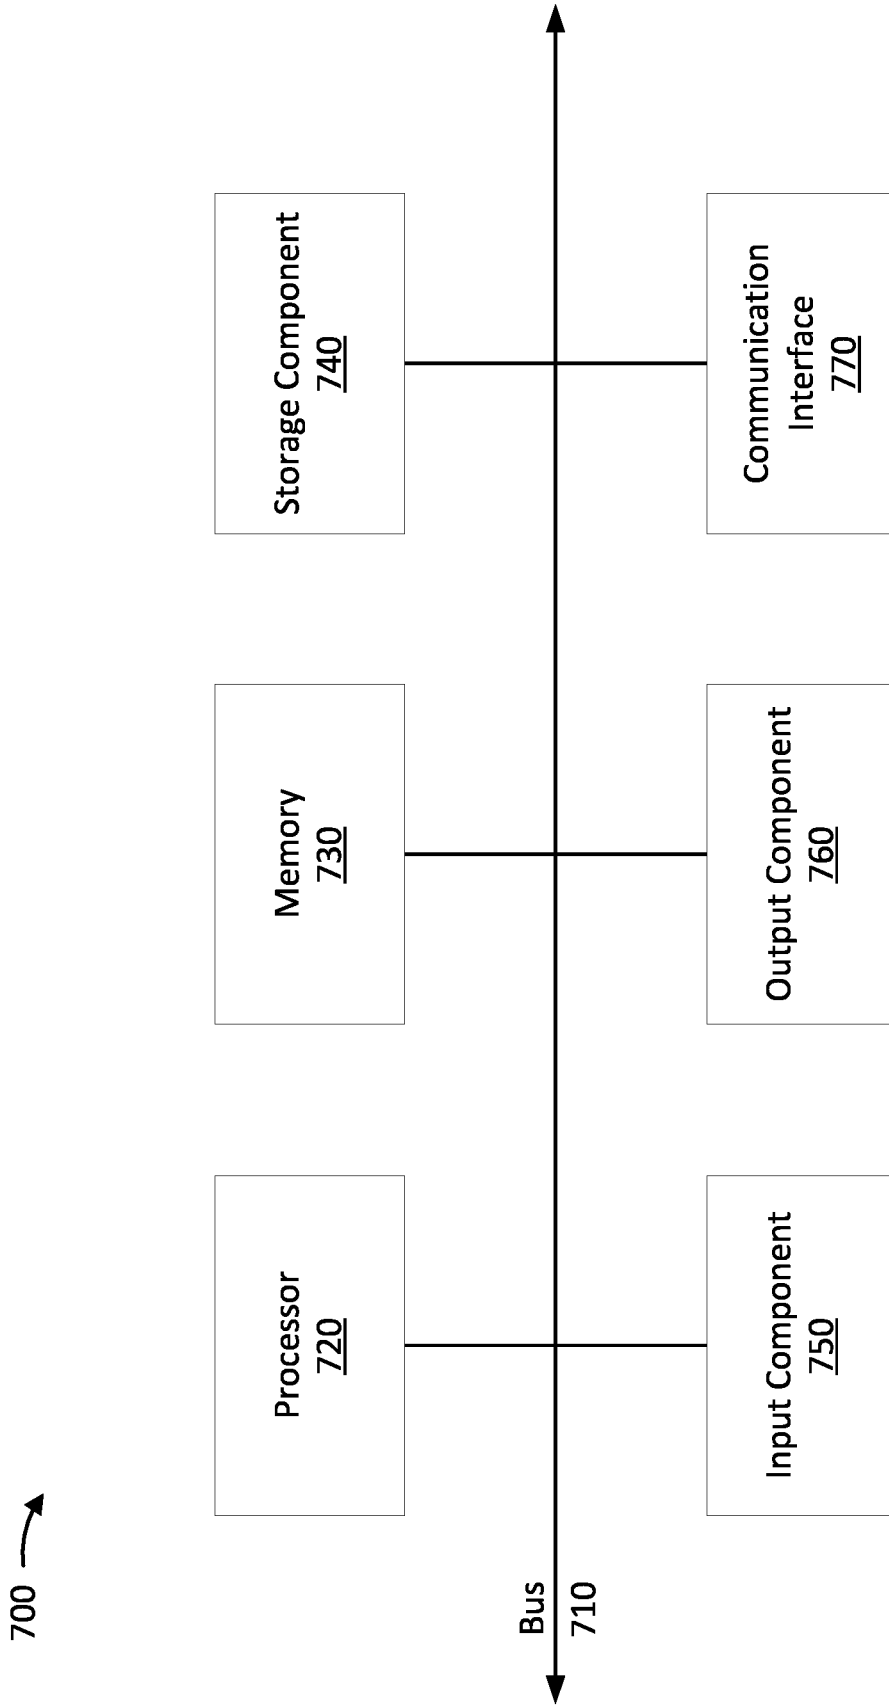 700
Processor
720
Memory
730
Storage Component
740
Bus
710
Input Component
750
Output Component
760
Communication
Interface
770